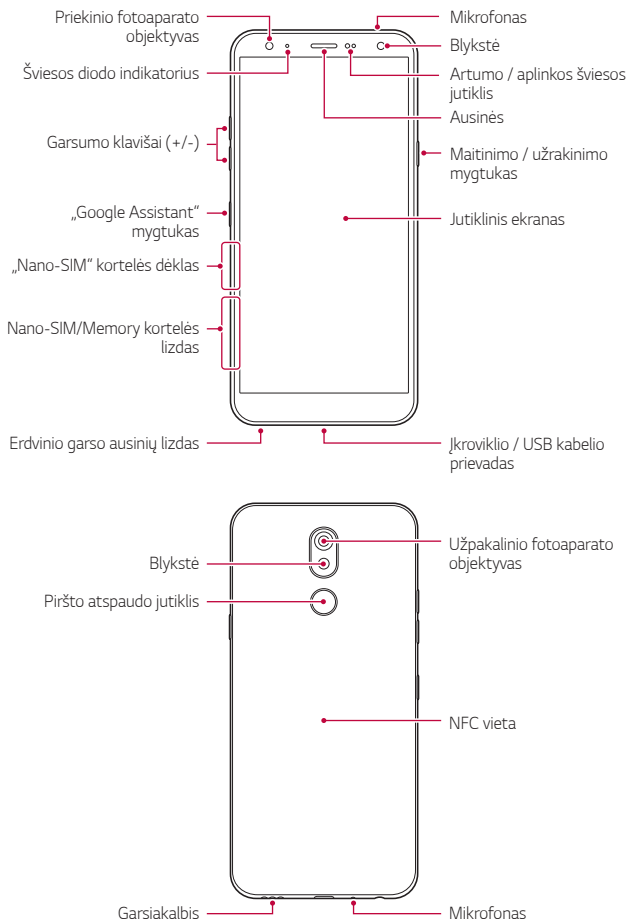 Priekinio fotoaparato
objektyvas
Šviesos diodo indikatorius
Garsumo klavišai (+/-)
„Google Assistant“
mygtukas
„Nano-SIM“ kortelės dėklas
Nano-SIM/Memory kortelės
lizdas
Erdvinio garso ausinių lizdas
Mikrofonas
Blykstė
Artumo / aplinkos šviesos
jutiklis
Ausinės
Maitinimo / užrakinimo
mygtukas
Jutiklinis ekranas
Įkroviklio / USB kabelio
prievadas
Blykstė
Piršto atspaudo jutiklis
Užpakalinio fotoaparato
objektyvas
NFC vieta
Garsiakalbis
Mikrofonas